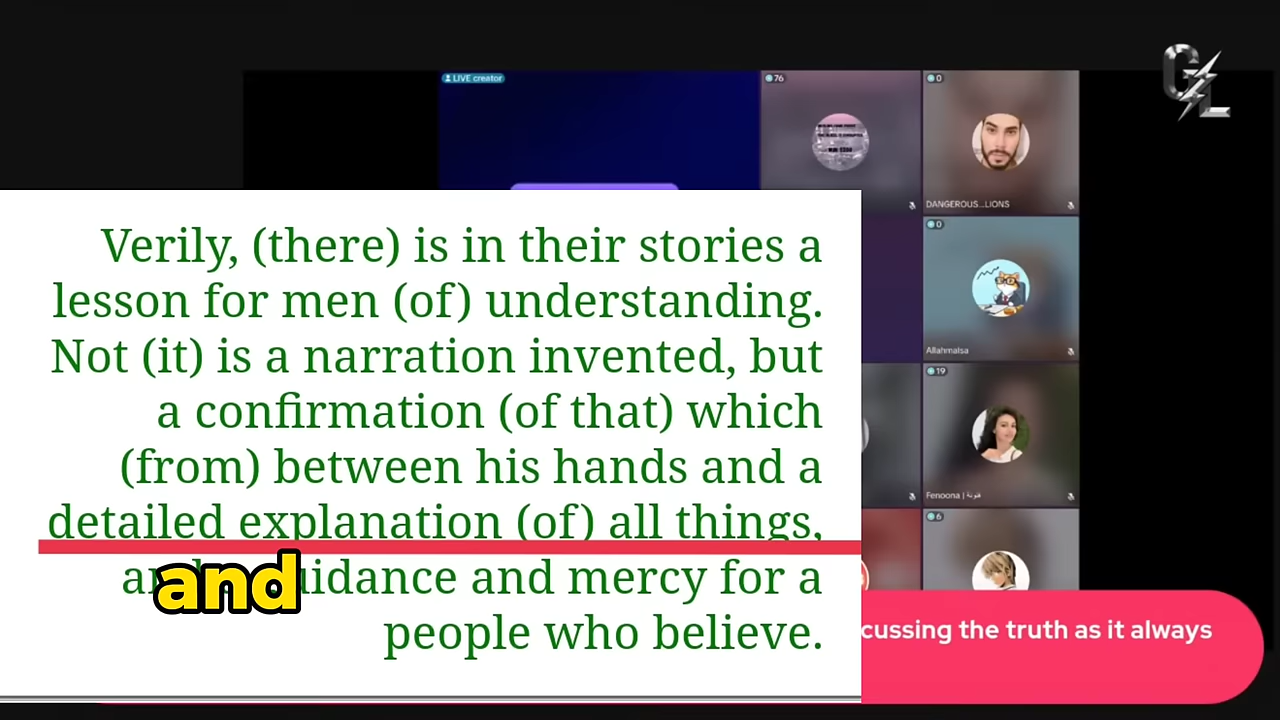 LIVE creator
76
0
GL
DANGEROUS...LIONS
Verily, (there) is in their stories a
lesson for men (of) understanding.
Not (it) is a narration invented, but
a confirmation (of that) which
(from) between his hands and a
detailed explanation (of) all things,
guidance and mercy for a
people who believe.
and
0
Allahmalsa
19
Fenoona | فنونة
6
cussing the truth as it always